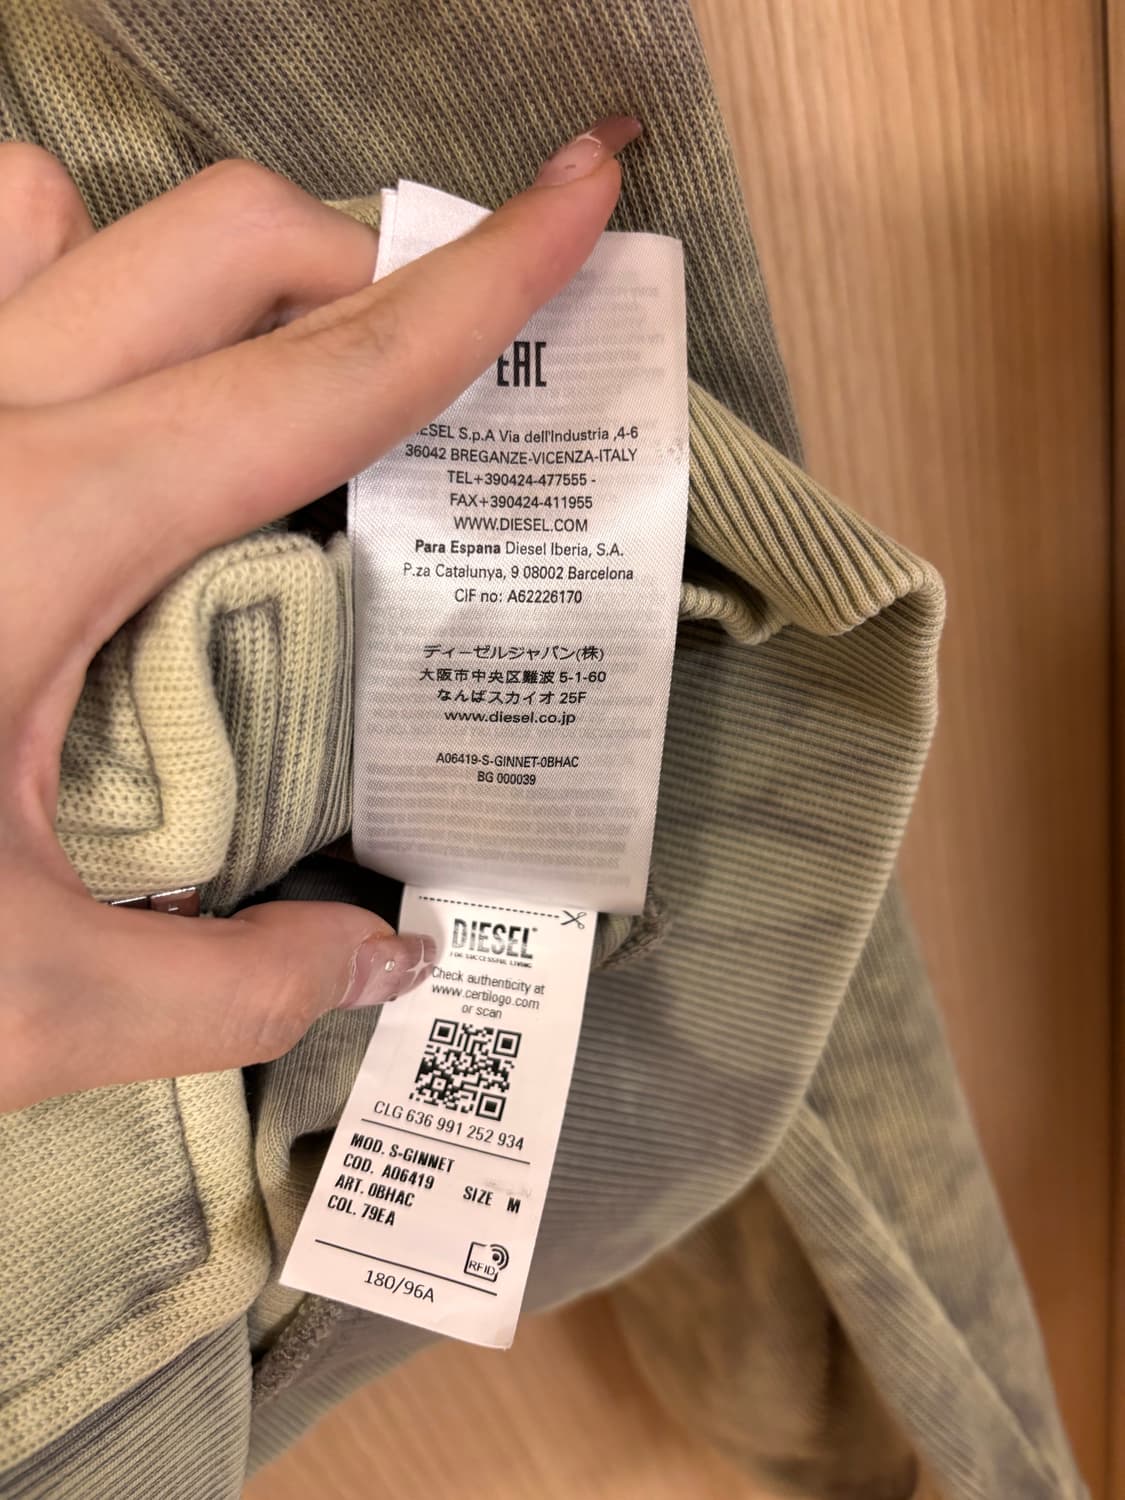 EAC
DIESEL S.p.A Via dell'Industria ,4-6
36042 BREGANZE-VICENZA-ITALY
TEL+390424-477555 -
FAX+390424-411955
WWW.DIESEL.COM
Para Espana Diesel Iberia, S.A.
P.za Catalunya, 9 08002 Barcelona
CIF no: A62226170
ディーゼルジャパン(株)
大阪市中央区難波 5-1-60
なんばスカイオ 25F
www.diesel.co.jp
A06419-S-GINNET-0BHAC
BG 000039
DIESEL
FOR SUCCESSFUL LIVING
Check authenticity at
www.certilogo.com
or scan
CLG 636 991 252 934
MOD. S-GINNET
COD. A06419 SIZE M
ART. 0BHAC
COL. 79EA
RFID
180/96A